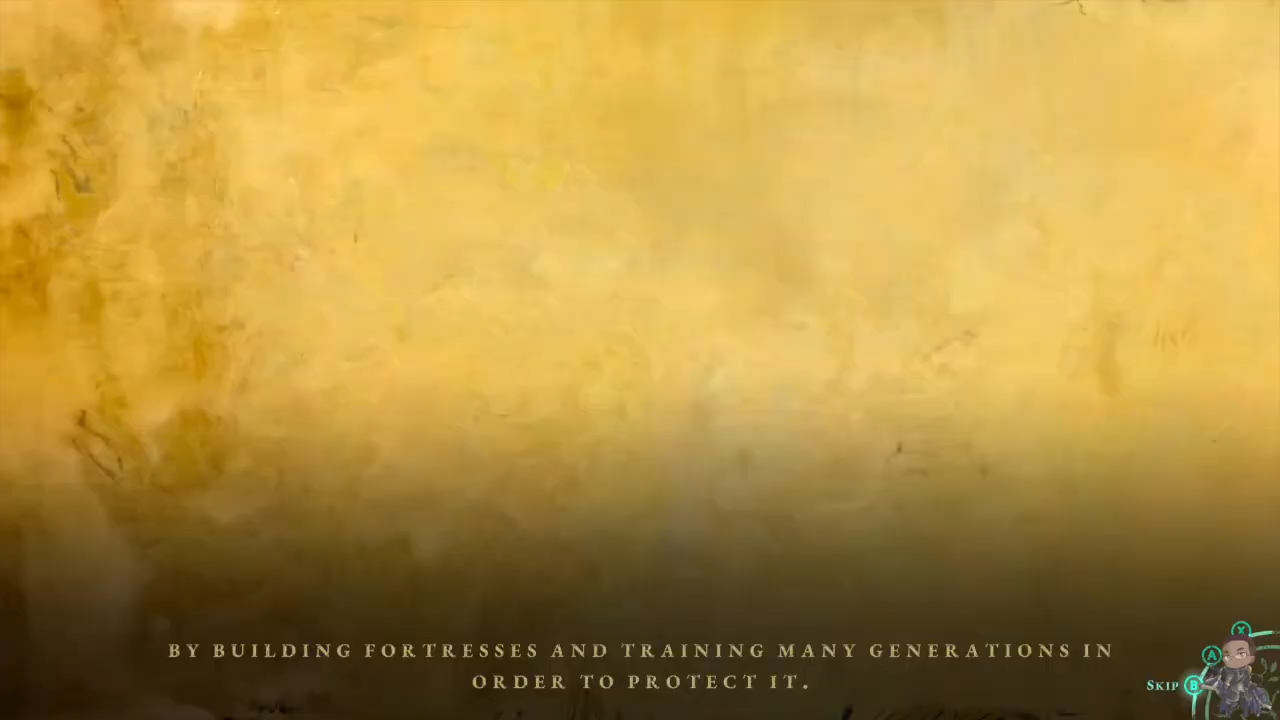 BY BUILDING FORTRESSES AND TRAINING MANY GENERATIONS IN
ORDER TO PROTECT IT.
X
A
SKIP B